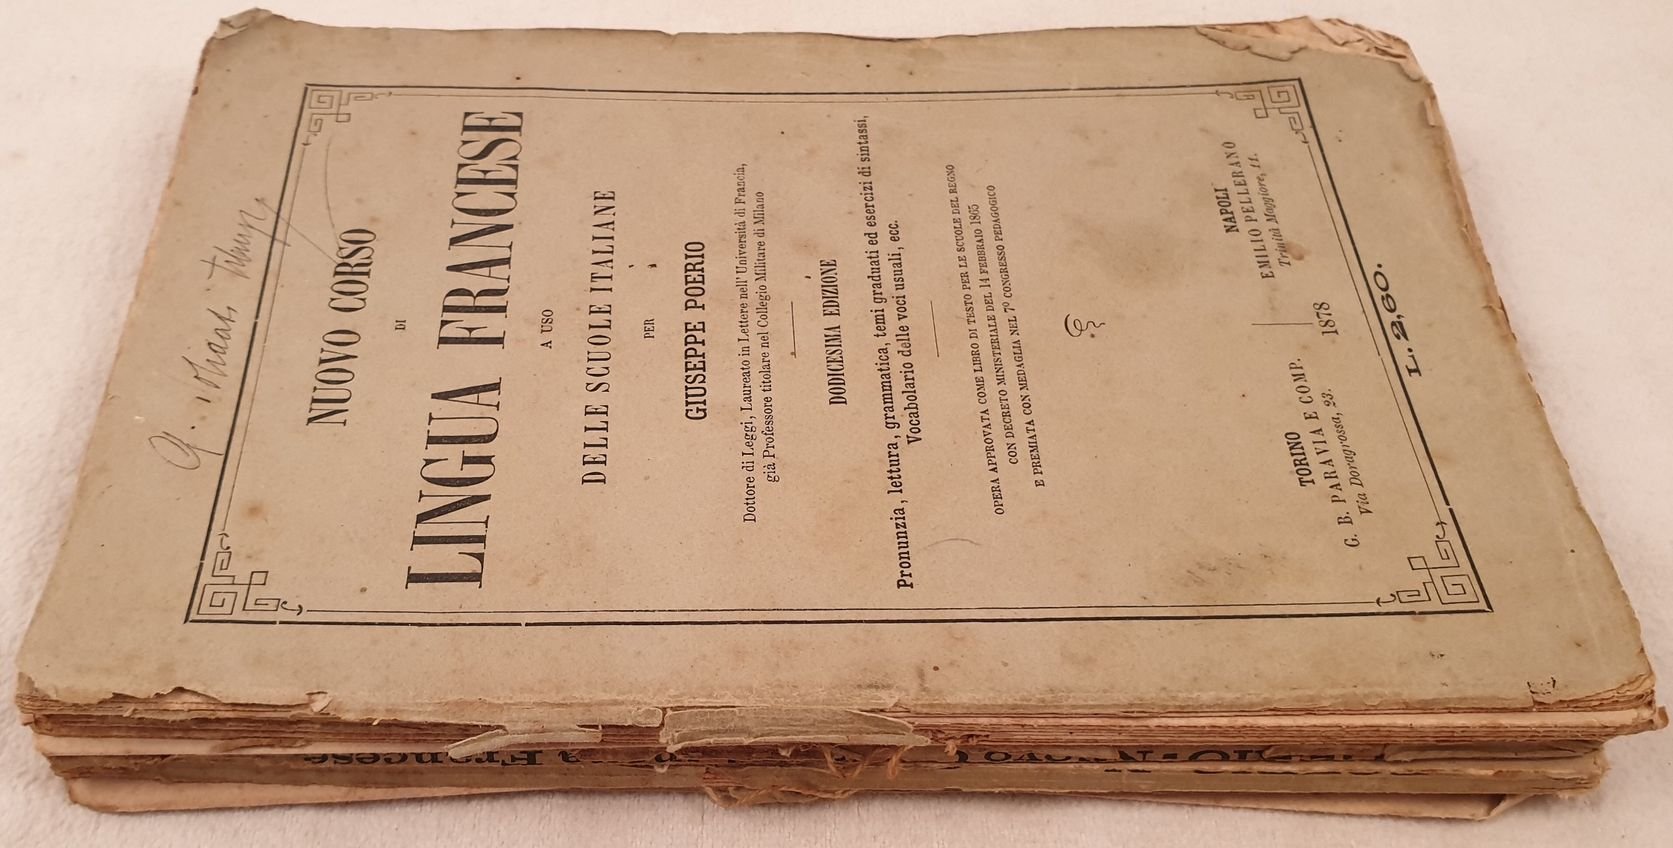 NUOVO CORSO
DI
LINGUA FRANCESE
A USO
DELLE SCUOLE ITALIANE
PER
GIUSEPPE POERIO
Dottore di Leggi, Laureato in Lettere nell' Università di Francia,
già Professore titolare nel Collegio Militare di Milano
DODICESIMA EDIZIONE
Pronunzia, lettura, grammatica, temi graduati ed esercizi di sintassi,
Vocabolario delle voci usuali, ecc.
OPERA APPROVATA COME LIBRO DI TESTO PER LE SCUOLE DEL REGNO
CON DECRETO MINISTERIALE DEL 14 FEBBRAIO 1865
E PREMIATA CON MEDAGLIA NEL 7º CONGRESSO PEDAGOGICO
TORINO
G. B. PARAVIA E COMP.
Via Doragrossa, 23.
NAPOLI
EMILIO PELLERANO
Trinità Maggiore, 11.
1878
L. 2,60.
Nuovo
Francese